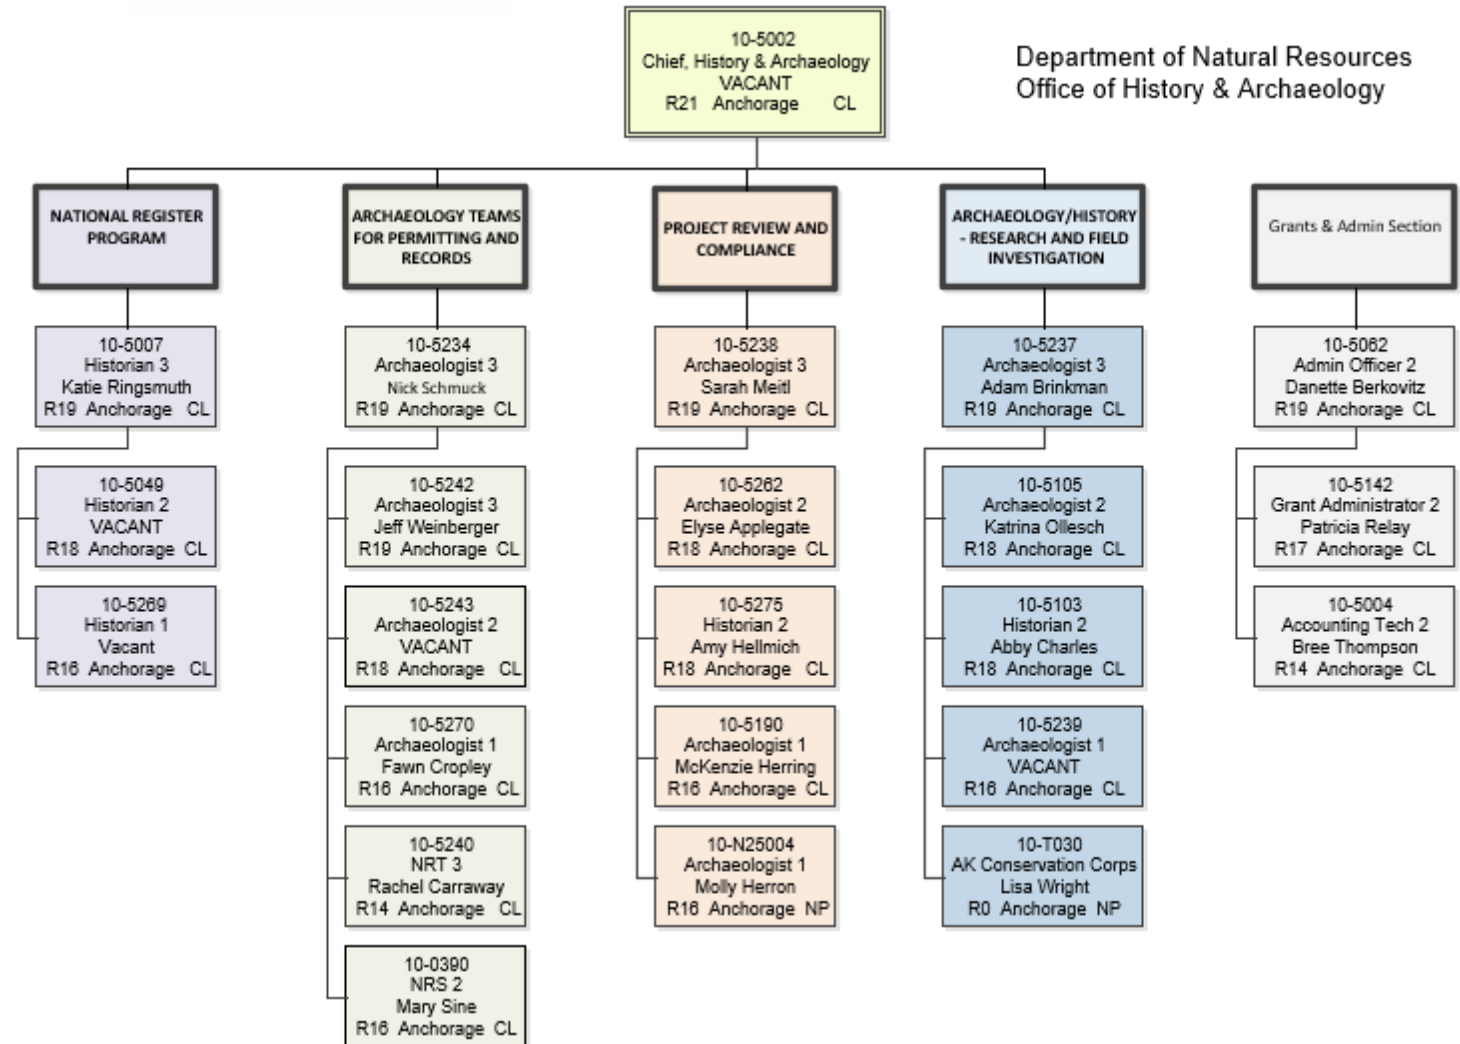 10-5002
Chief, History & Archaeology
VACANT
R21 Anchorage CL
Department of Natural Resources
Office of History & Archaeology
NATIONAL REGISTER
PROGRAM
10-5007
Historian 3
Katie Ringsmuth
R19 Anchorage CL
10-5049
Historian 2
VACANT
R18 Anchorage CL
10-5269
Historian 1
Vacant
R16 Anchorage CL
ARCHAEOLOGY TEAMS
FOR PERMITTING AND
RECORDS
10-5234
Archaeologist 3
Nick Schmuck
R19 Anchorage CL
10-5242
Archaeologist 3
Jeff Weinberger
R19 Anchorage CL
10-5243
Archaeologist 2
VACANT
R18 Anchorage CL
10-5270
Archaeologist 1
Fawn Cropley
R16 Anchorage CL
10-5240
NRT 3
Rachel Carraway
R14 Anchorage CL
10-0390
NRS 2
Mary Sine
R16 Anchorage CL
PROJECT REVIEW AND
COMPLIANCE
10-5238
Archaeologist 3
Sarah Meitl
R19 Anchorage CL
10-5262
Archaeologist 2
Elyse Applegate
R18 Anchorage CL
10-5275
Historian 2
Amy Hellmich
R18 Anchorage CL
10-5190
Archaeologist 1
McKenzie Herring
R16 Anchorage CL
10-N25004
Archaeologist 1
Molly Herron
R16 Anchorage NP
ARCHAEOLOGY/HISTORY
- RESEARCH AND FIELD
INVESTIGATION
10-5237
Archaeologist 3
Adam Brinkman
R19 Anchorage CL
10-5105
Archaeologist 2
Katrina Ollesch
R18 Anchorage CL
10-5103
Historian 2
Abby Charles
R18 Anchorage CL
10-5239
Archaeologist 1
VACANT
R16 Anchorage CL
10-T030
AK Conservation Corps
Lisa Wright
R0 Anchorage NP
Grants & Admin Section
10-5062
Admin Officer 2
Danette Berkovitz
R19 Anchorage CL
10-5142
Grant Administrator 2
Patricia Relay
R17 Anchorage CL
10-5004
Accounting Tech 2
Bree Thompson
R14 Anchorage CL